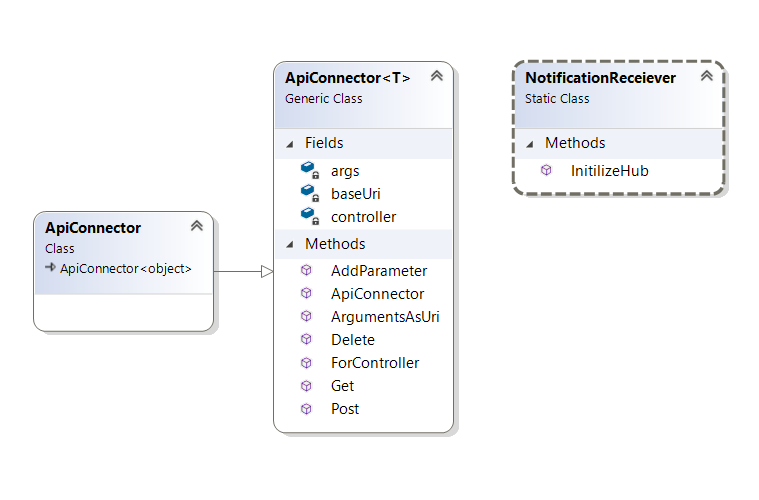 ApiConnector
Class
ApiConnector<object>
ApiConnector<T>
Generic Class
Fields
args
baseUri
controller
Methods
AddParameter
ApiConnector
ArgumentsAsUri
Delete
ForController
Get
Post
NotificationReceiever
Static Class
Methods
InitilizeHub